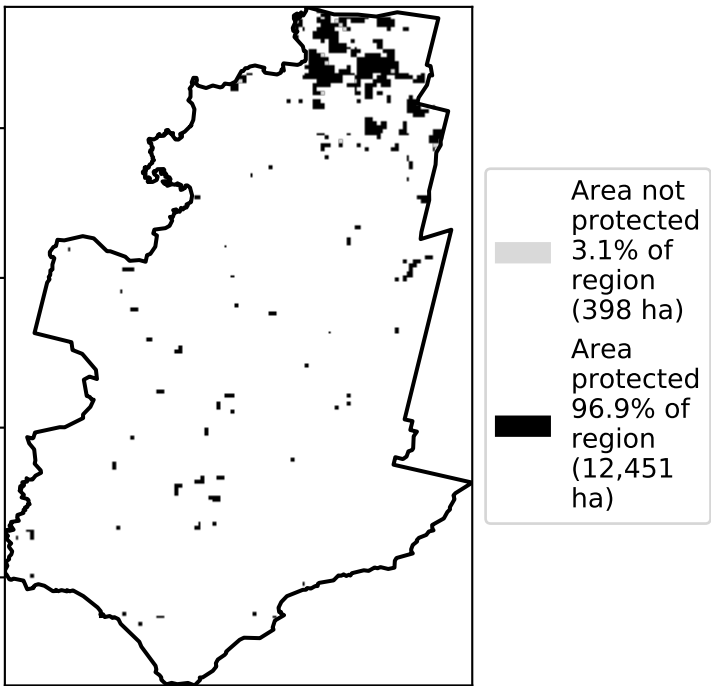 Area not
protected
3.1% of
region
(398 ha)
Area
protected
96.9% of
region
(12,451
ha)